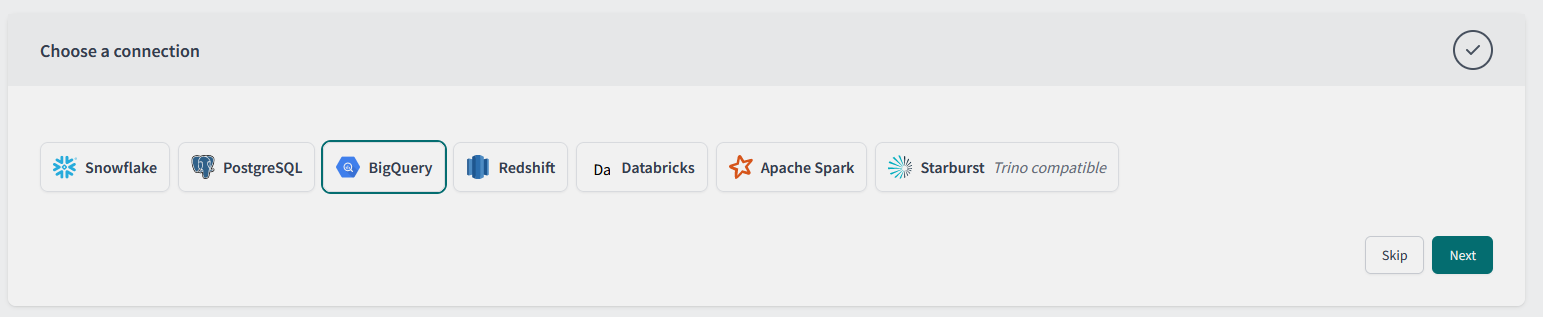 Choose a connection
Snowflake
PostgreSQL
BigQuery
Redshift
Da Databricks
Apache Spark
Starburst Trino compatible
Skip
Next